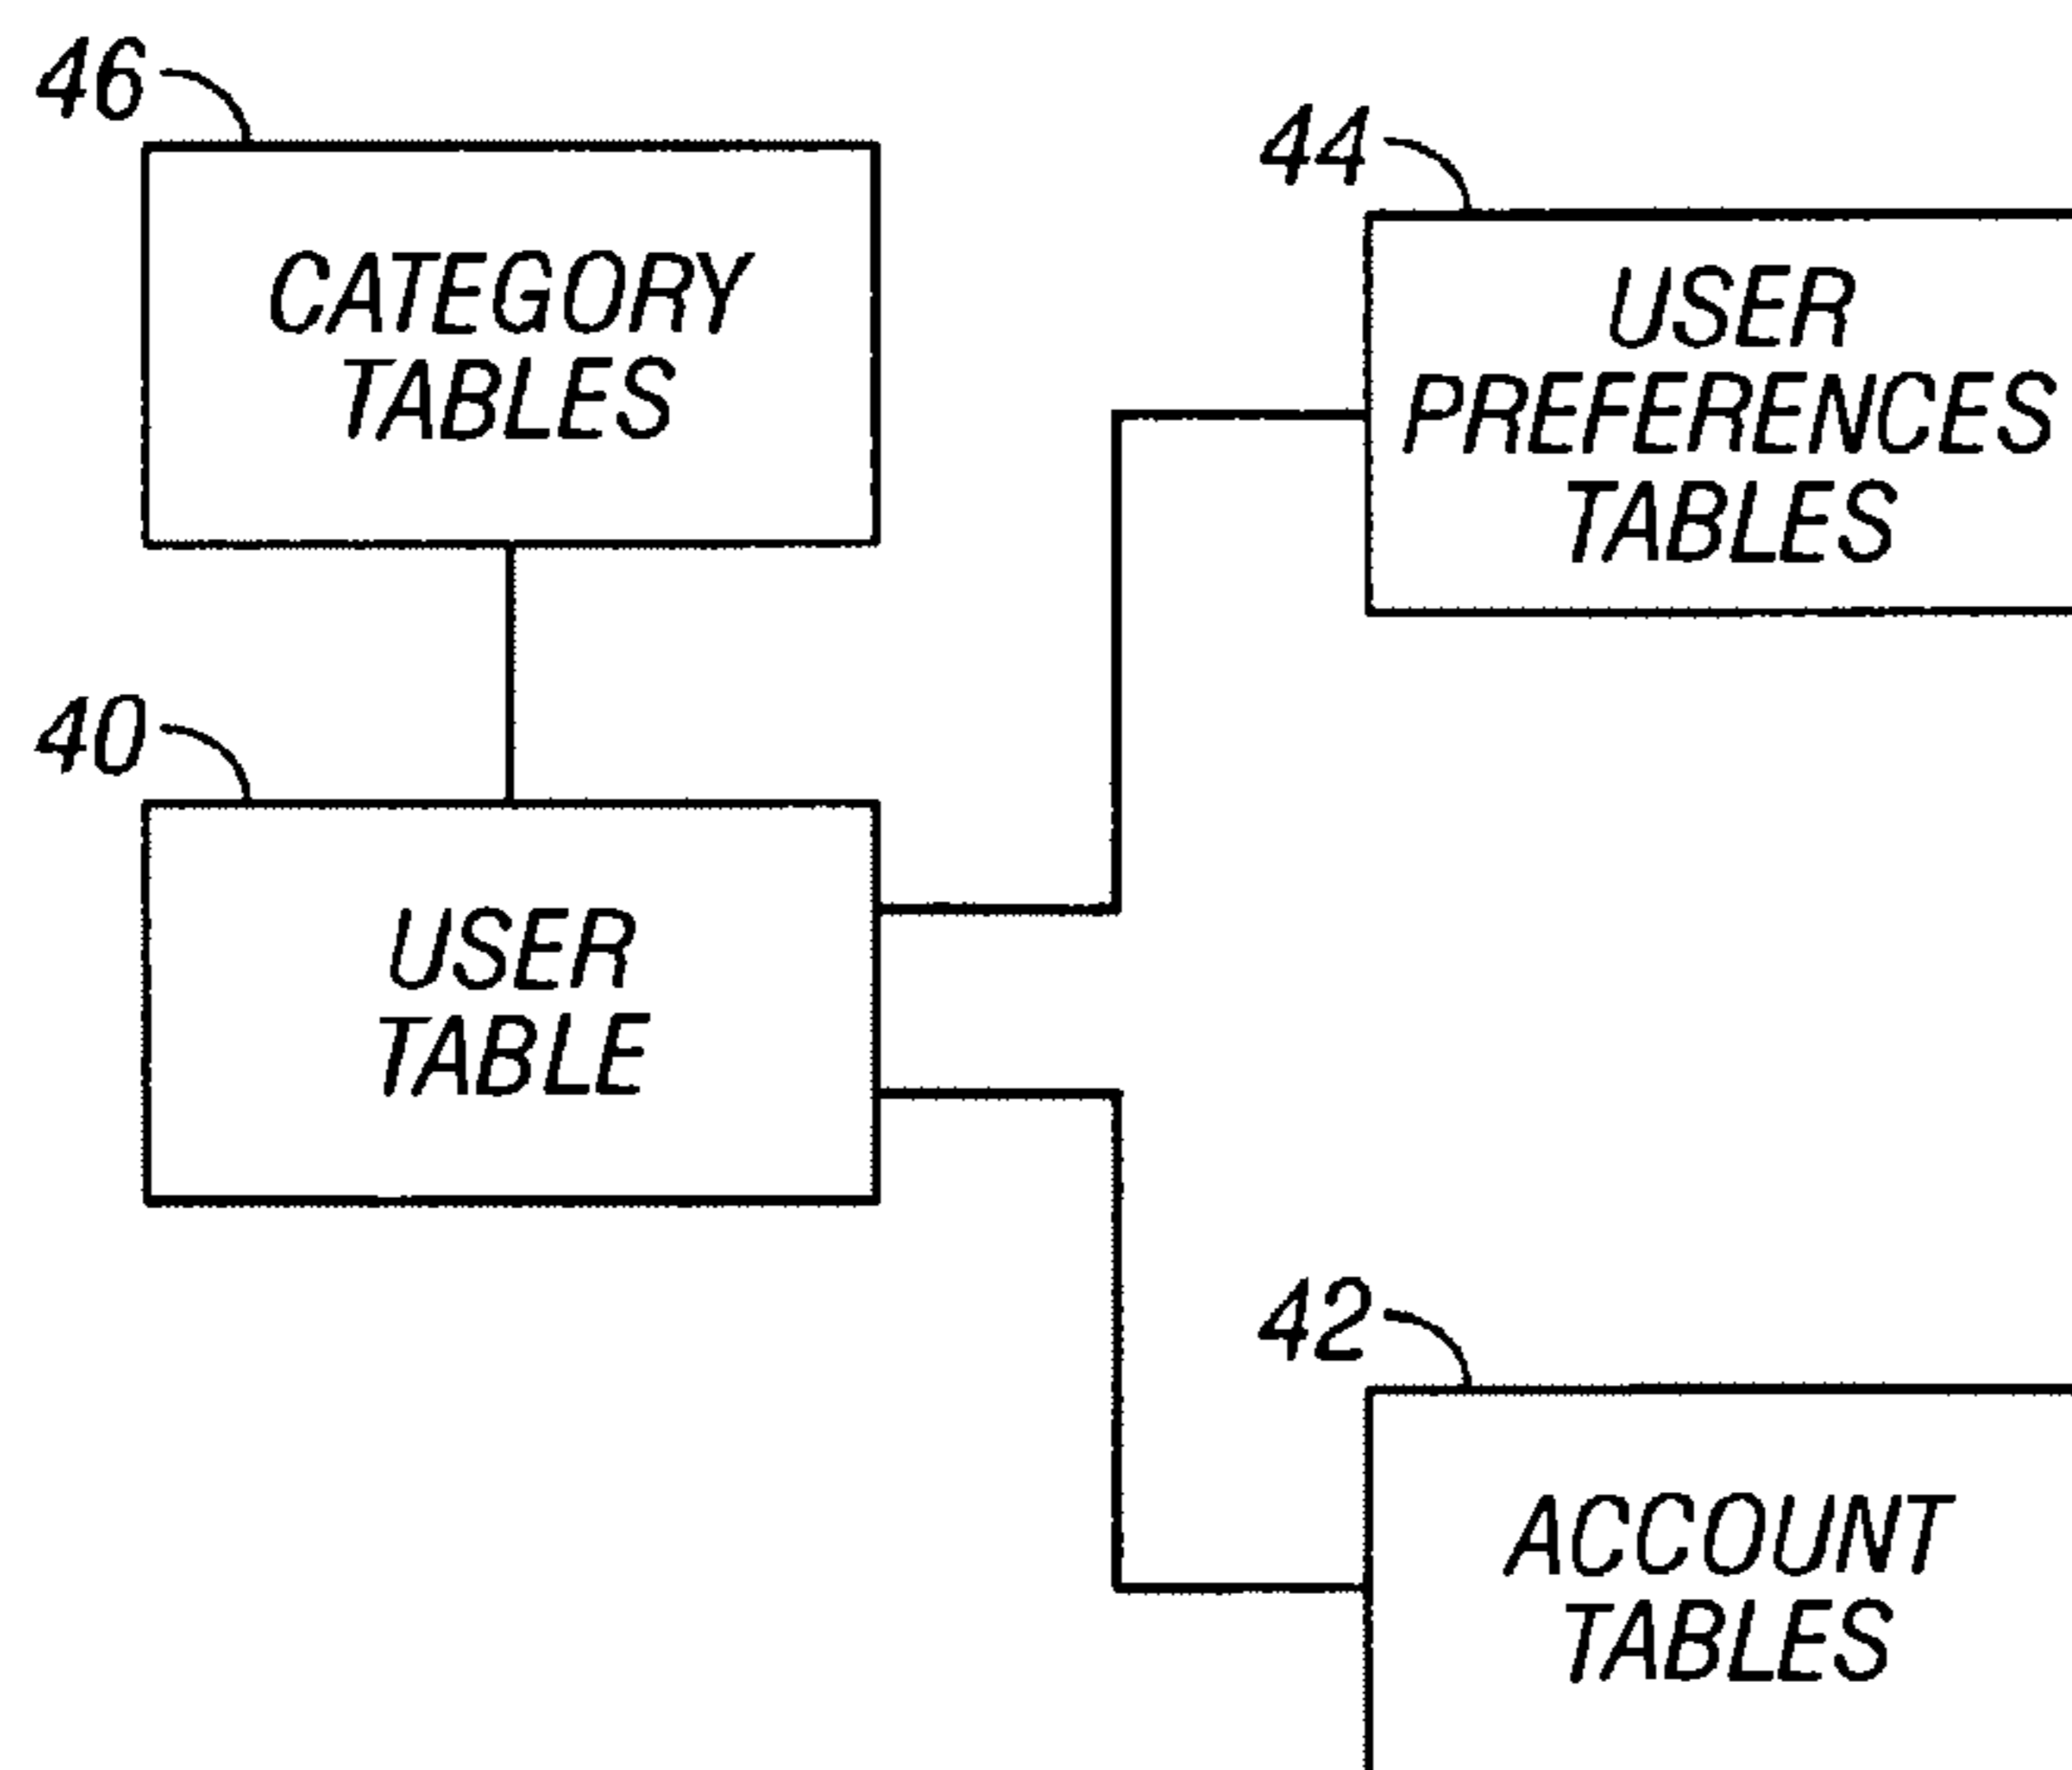 46
CATEGORY
TABLES
44
USER
PREFERENCES
TABLES
40
USER
TABLE
42
ACCOUNT
TABLES